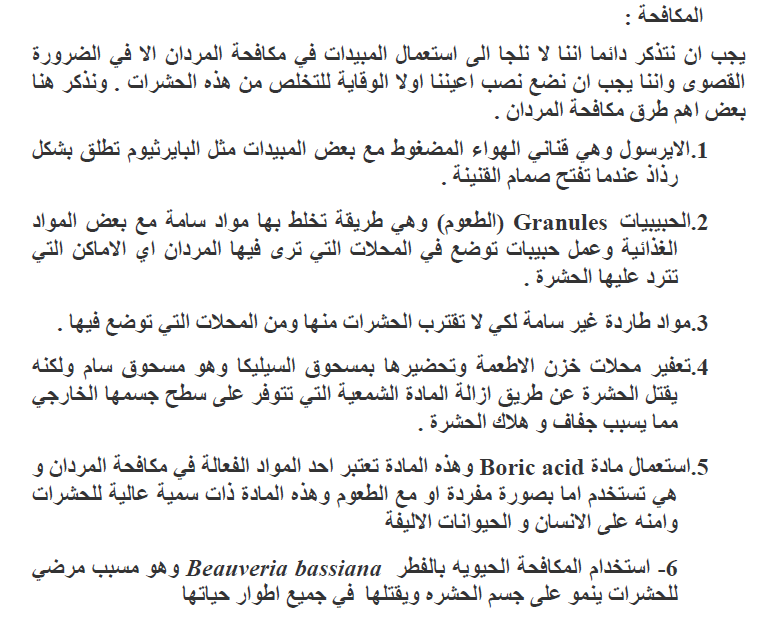 المكافحة :
يجب ان نتذكر دائما اننا لا نلجا الى استعمال المبيدات في مكافحة المردان الا في الضرورة
القصوى واننا يجب ان نضع نصب اعيننا اولا الوقاية للتخلص من هذه الحشرات . ونذكر هنا
بعض اهم طرق مكافحة المردان .
1.الايرسول وهي قناني الهواء المضغوط مع بعض المبيدات مثل البايرثيوم تطلق بشكل
رذاذ عندما تفتح صمام القنينة .
2.الحبيبيات Granules (الطعوم) وهي طريقة تخلط بها مواد سامة مع بعض المواد
الغذائية وعمل حبيبات توضع في المحلات التي ترى فيها المردان اي الاماكن التي
تترد عليها الحشرة .
3.مواد طاردة غير سامة لكي لا تقترب الحشرات منها ومن المحلات التي توضع فيها .
4.تعفير محلات خزن الاطعمة وتحضيرها بمسحوق السيليكا وهو مسحوق سام ولكنه
يقتل الحشرة عن طريق ازالة المادة الشمعية التي تتوفر على سطح جسمها الخارجي
مما يسبب جفاف و هلاك الحشرة .
5.استعمال مادة Boric acid وهذه المادة تعتبر احد المواد الفعالة في مكافحة المردان و
هي تستخدم اما بصورة مفردة او مع الطعوم وهذه المادة ذات سمية عالية للحشرات
وامنه على الانسان و الحيوانات الاليفة
6- استخدام المكافحة الحيويه بالفطر Beauveria bassiana وهو مسبب مرضي
للحشرات ينمو على جسم الحشره ويقتلها في جميع اطوار حياتها